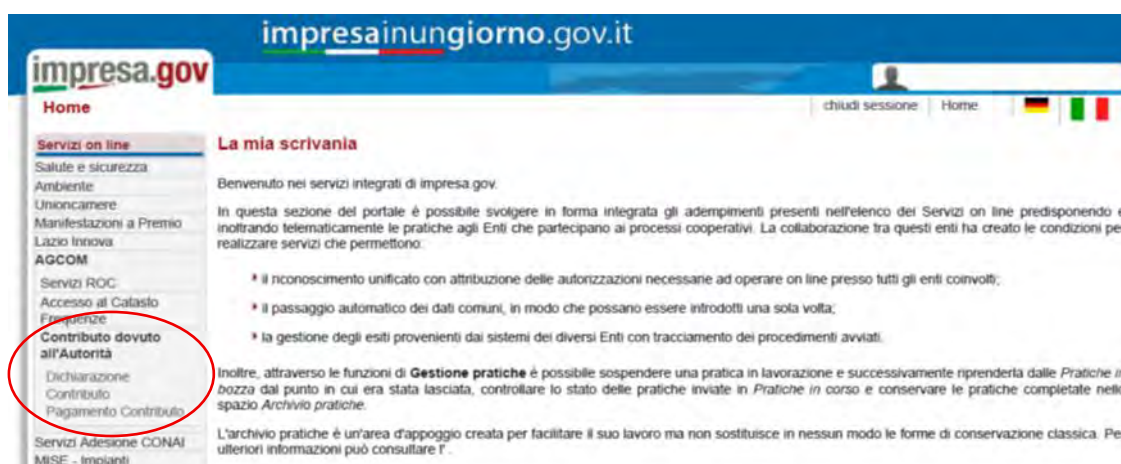 impresainungiorno.gov.it
impresa.gov
Home
chiudi sessione Home
Servizi on line
Salute e sicurezza
Ambiente
Unioncamere
Manifestazioni a Premio
Lazio Innova
AGCOM
Servizi ROC
Accesso al Catasto
Frequenze
Contributo dovuto
all'Autorità
Dichiarazione
Contributo
Pagamento Contributo
Servizi Adesione CONAI
MiSE - Impianti
La mia scrivania
Benvenuto nei servizi integrati di impresa.gov.
In questa sezione del portale è possibile svolgere in forma integrata gli adempimenti presenti nell'elenco dei Servizi on line predisponendo e
inoltrando telematicamente le pratiche agli Enti che partecipano ai processi cooperativi. La collaborazione tra questi enti ha creato le condizioni pe
realizzare servizi che permettono:
il riconoscimento unificato con attribuzione delle autorizzazioni necessarie ad operare on line presso tutti gli enti coinvolti;
il passaggio automatico dei dati comuni, in modo che possano essere introdotti una sola volta;
la gestione degli esiti provenienti dai sistemi dei diversi Enti con tracciamento dei procedimenti avviati.
Inoltre, attraverso le funzioni di Gestione pratiche è possibile sospendere una pratica in lavorazione e successivamente riprenderla dalle Pratiche in
bozza dal punto in cui era stata lasciata, controllare lo stato delle pratiche inviate in Pratiche in corso e conservare le pratiche completate nello
spazio Archivio pratiche.
L'archivio pratiche è un'area d'appoggio creata per facilitare il suo lavoro ma non sostituisce in nessun modo le forme di conservazione classica. Pe
ulteriori informazioni può consultare l'.